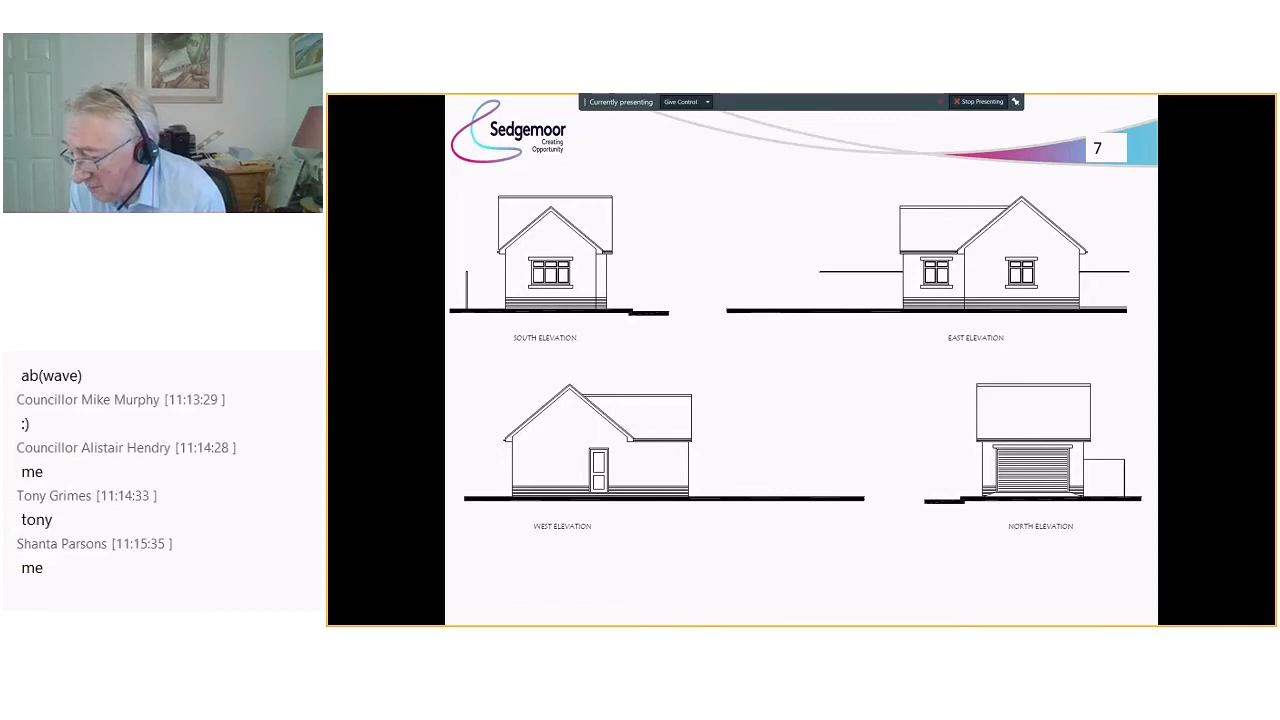 Currently presenting
Give Control
Stop Presenting
Sedgemoor
Creating
Opportunity
7
SOUTH ELEVATION
EAST ELEVATION
WEST ELEVATION
NORTH ELEVATION
ab(wave)
Councillor Mike Murphy [11:13:29 ]
:)
Councillor Alistair Hendry [11:14:28 ]
me
Tony Grimes [11:14:33 ]
tony
Shanta Parsons [11:15:35 ]
me